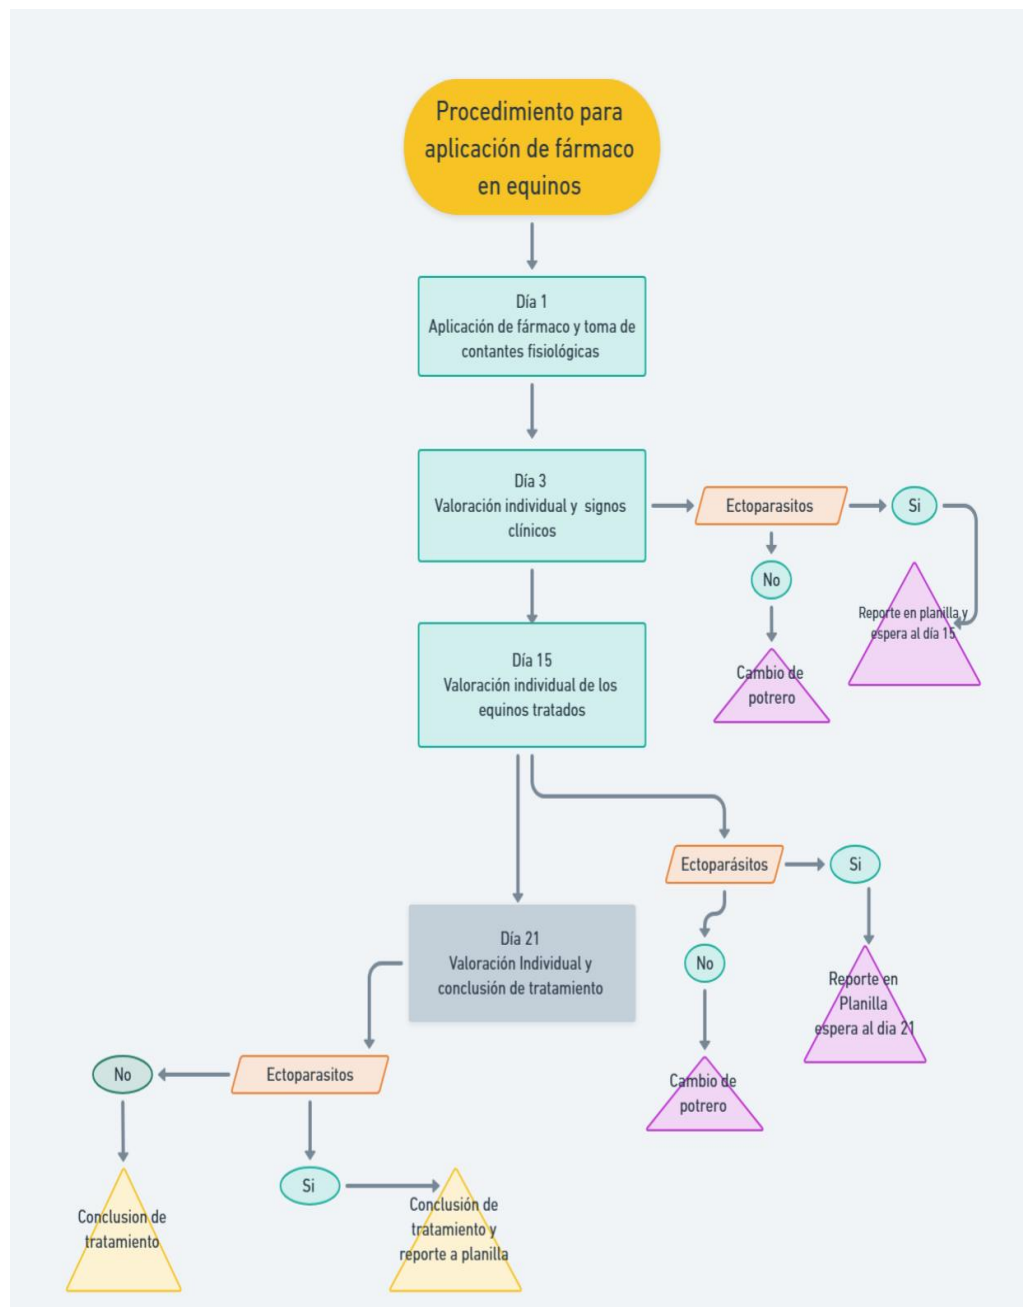 Procedimiento para
aplicación de fármaco
en equinos
Día 1
Aplicación de fármaco y toma de
contantes fisiológicas
Día 3
Valoración individual y signos
clínicos
Ectoparasitos
Si
No
Reporte en planilla y
espera al día 15
Cambio de
potrero
Día 15
Valoración individual de los
equinos tratados
Ectoparásitos
Si
No
Reporte en
Planilla
espera al dia 21
Cambio de
potrero
Día 21
Valoración Individual y
conclusión de tratamiento
Ectoparasitos
No
Si
Conclusion de
tratamiento
Conclusión de
tratamiento y
reporte a planilla